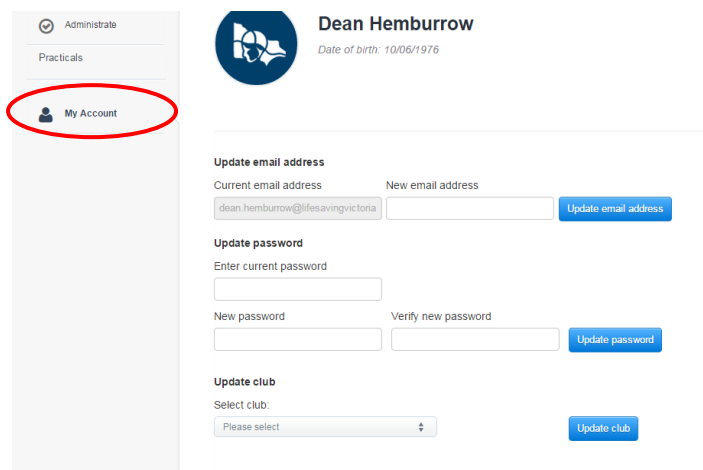 Administrate
Practicals
My Account
Dean Hemburrow
Date of birth: 10/06/1976
Update email address
Current email address New email address
dean.hemburrow@lifesavingvictoria Update email address
Update password
Enter current password
New password Verify new password
Update password
Update club
Select club:
Please select Update club